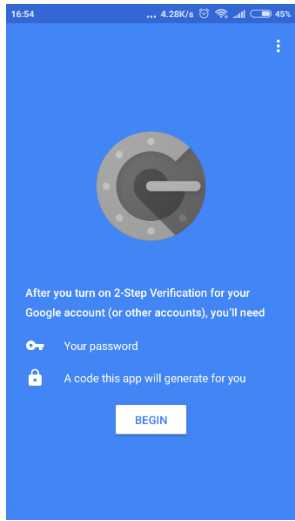 16:54 ... 4.28K/s 45%
After you turn on 2-Step Verification for your
Google account (or other accounts), you'll need
Your password
A code this app will generate for you
BEGIN